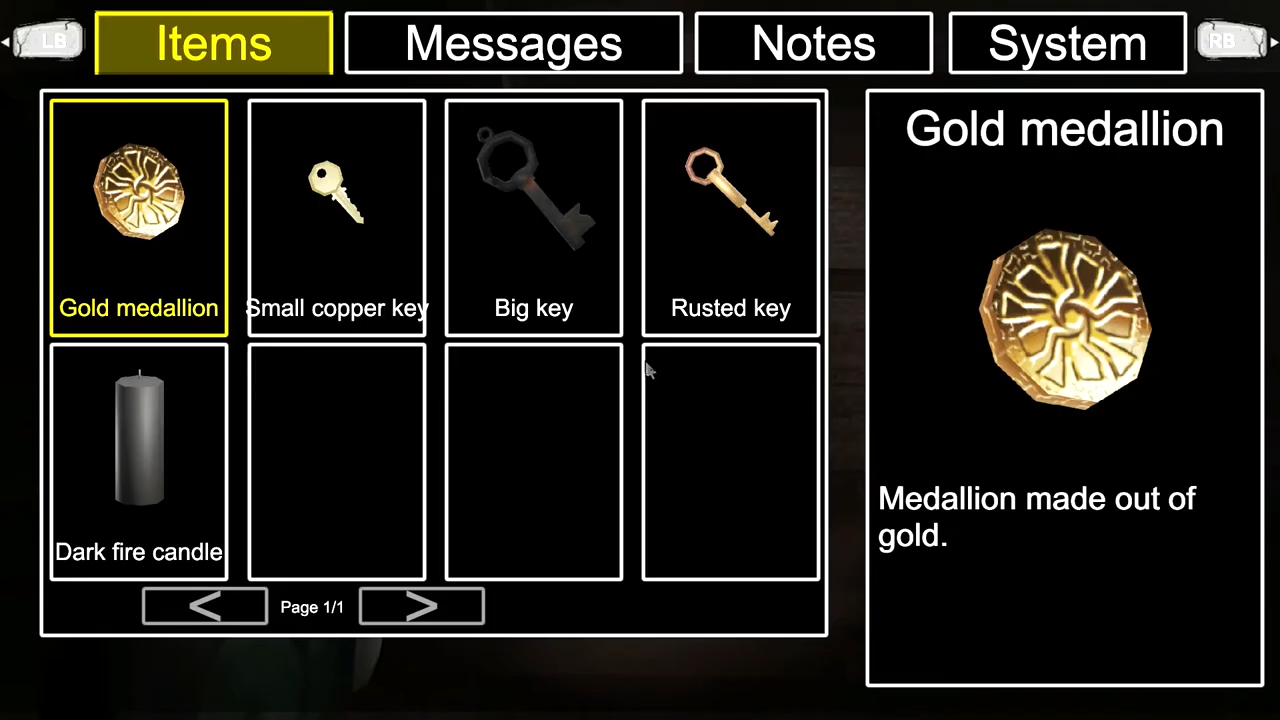 LB
Items
Messages
Notes
System
RB
Gold medallion
Small copper key
Big key
Rusted key
Dark fire candle
<
Page 1/1
>
Gold medallion
Medallion made out of
gold.